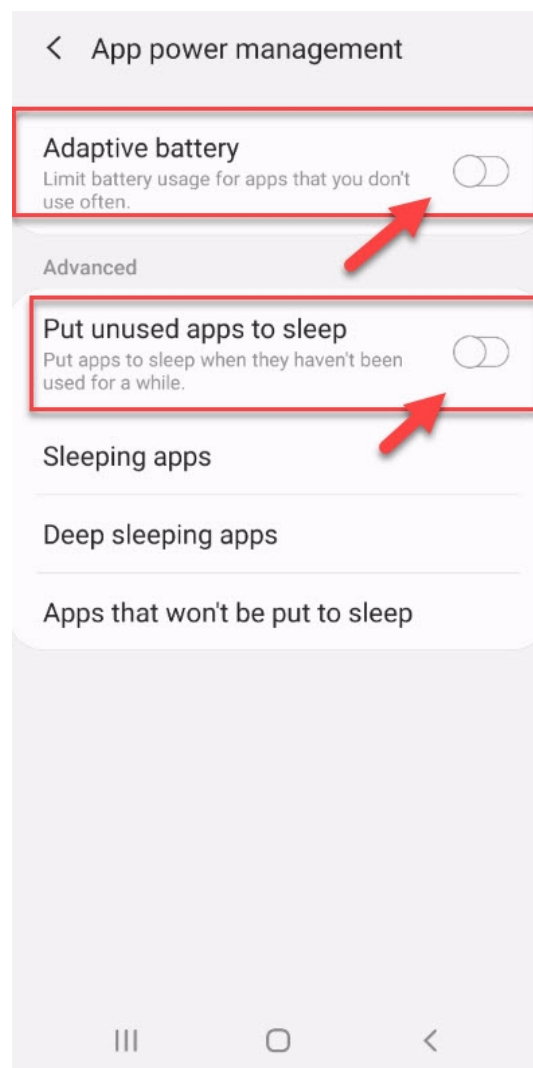 App power management
Adaptive battery
Limit battery usage for apps that you don't
use often.
Advanced
Put unused apps to sleep
Put apps to sleep when they haven't been
used for a while.
Sleeping apps
Deep sleeping apps
Apps that won't be put to sleep